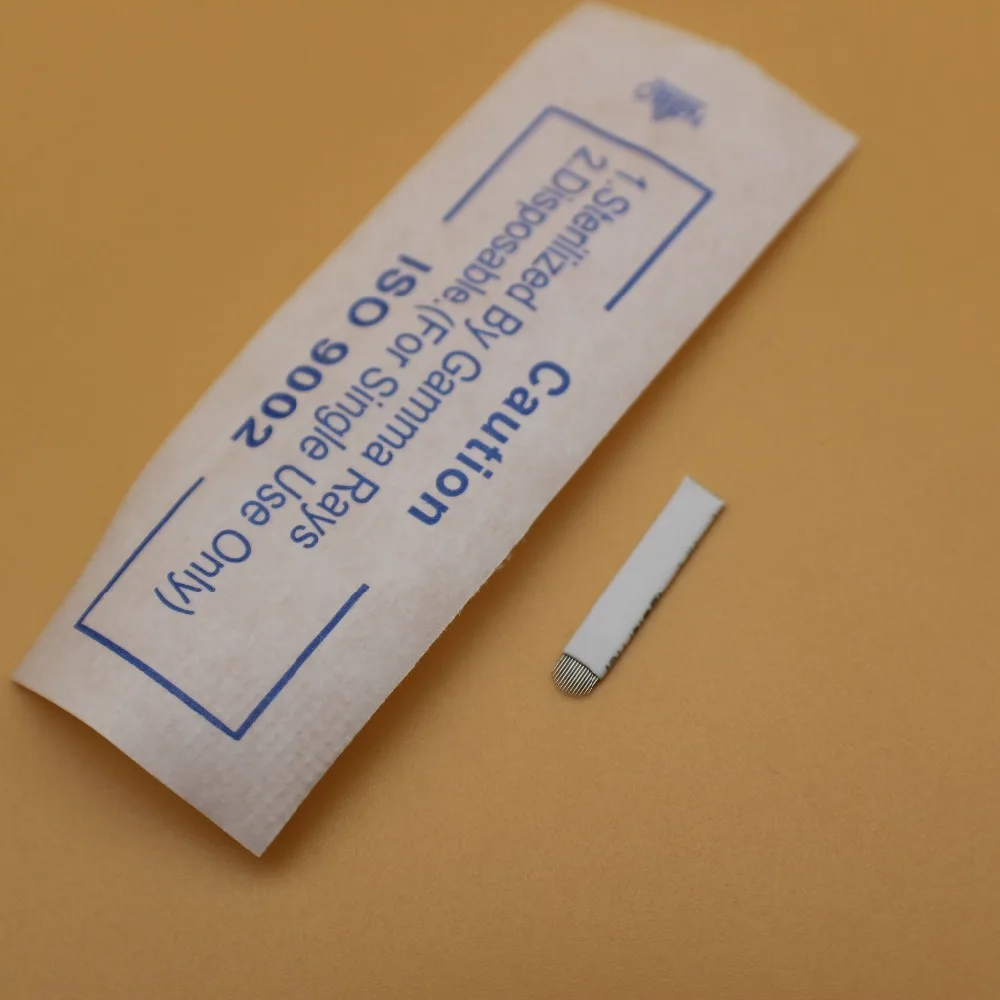 Caution
1.Sterilized By Gamma Rays
2.Disposable.(For Single Use Only)
ISO 9002